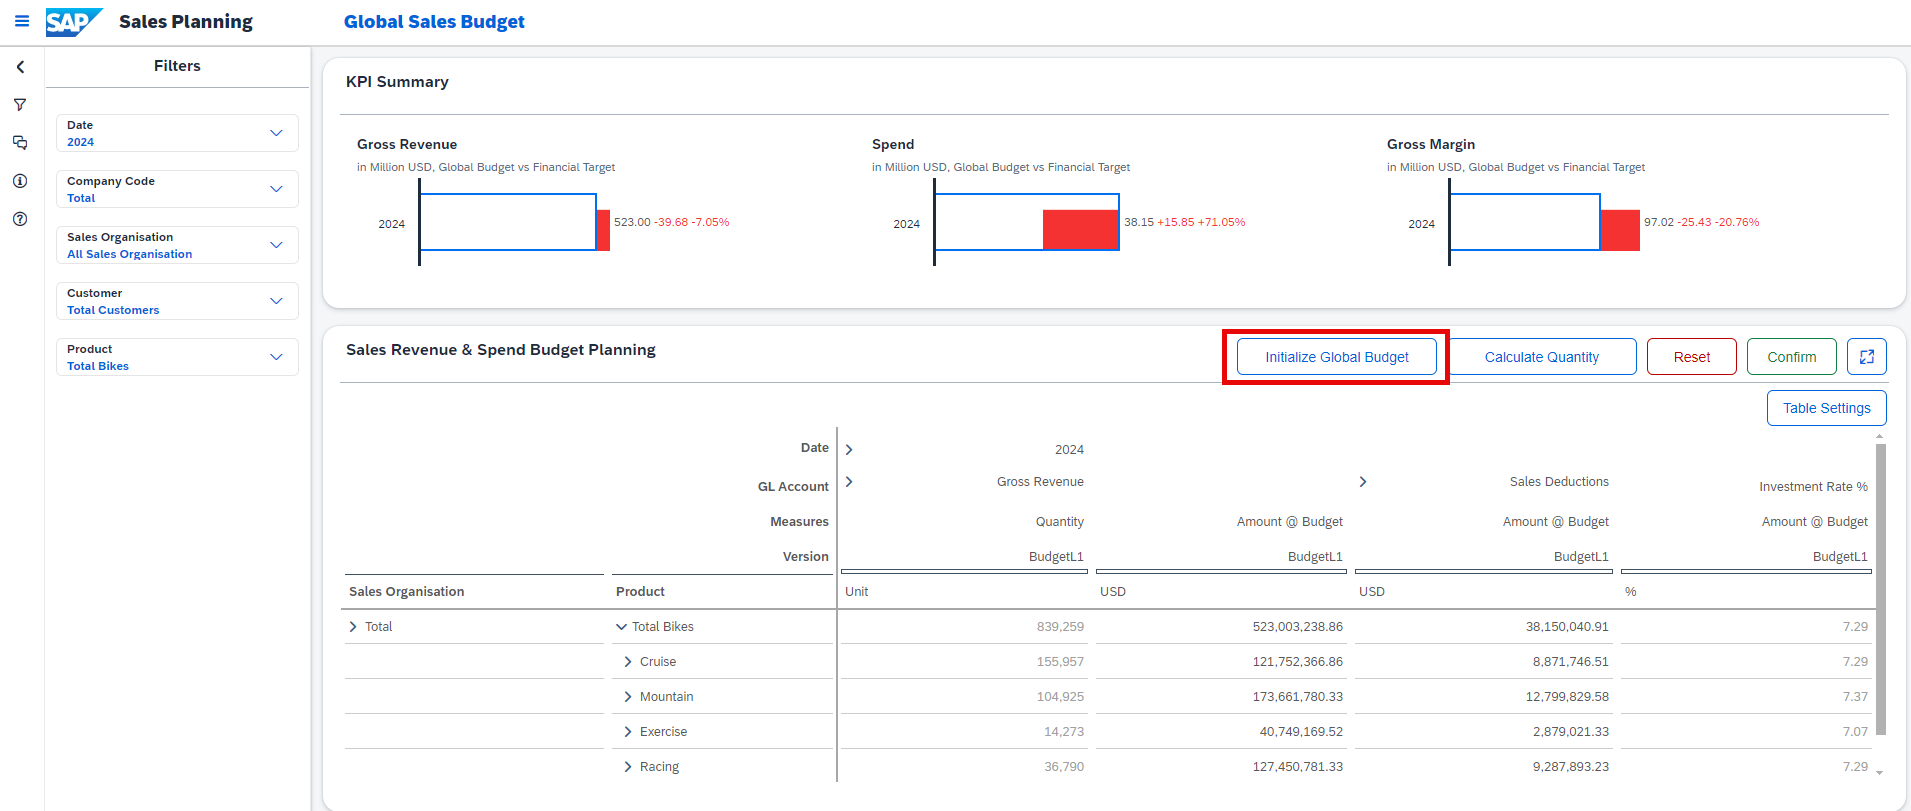 SAP Sales Planning Global Sales Budget
Filters
Date
2024
Company Code
Total
Sales Organisation
All Sales Organisation
Customer
Total Customers
Product
Total Bikes
KPI Summary
Gross Revenue
in Million USD, Global Budget vs Financial Target
2024 523.00 -39.68 -7.05%
Spend
in Million USD, Global Budget vs Financial Target
2024 38.15 +15.85 +71.05%
Gross Margin
in Million USD, Global Budget vs Financial Target
2024 97.02 -25.43 -20.76%
Sales Revenue & Spend Budget Planning Initialize Global Budget Calculate Quantity Reset Confirm
Table Settings
Date 2024
GL Account Gross Revenue Sales Deductions Investment Rate %
Measures Quantity Amount @ Budget Amount @ Budget Amount @ Budget
Version BudgetL1 BudgetL1 BudgetL1 BudgetL1
Sales Organisation Product Unit USD USD %
Total Total Bikes 839,259 523,003,238.86 38,150,040.91 7.29
Cruise 155,957 121,752,366.86 8,871,746.51 7.29
Mountain 104,925 173,661,780.33 12,799,829.58 7.37
Exercise 14,273 40,749,169.52 2,879,021.33 7.07
Racing 36,790 127,450,781.33 9,287,893.23 7.29